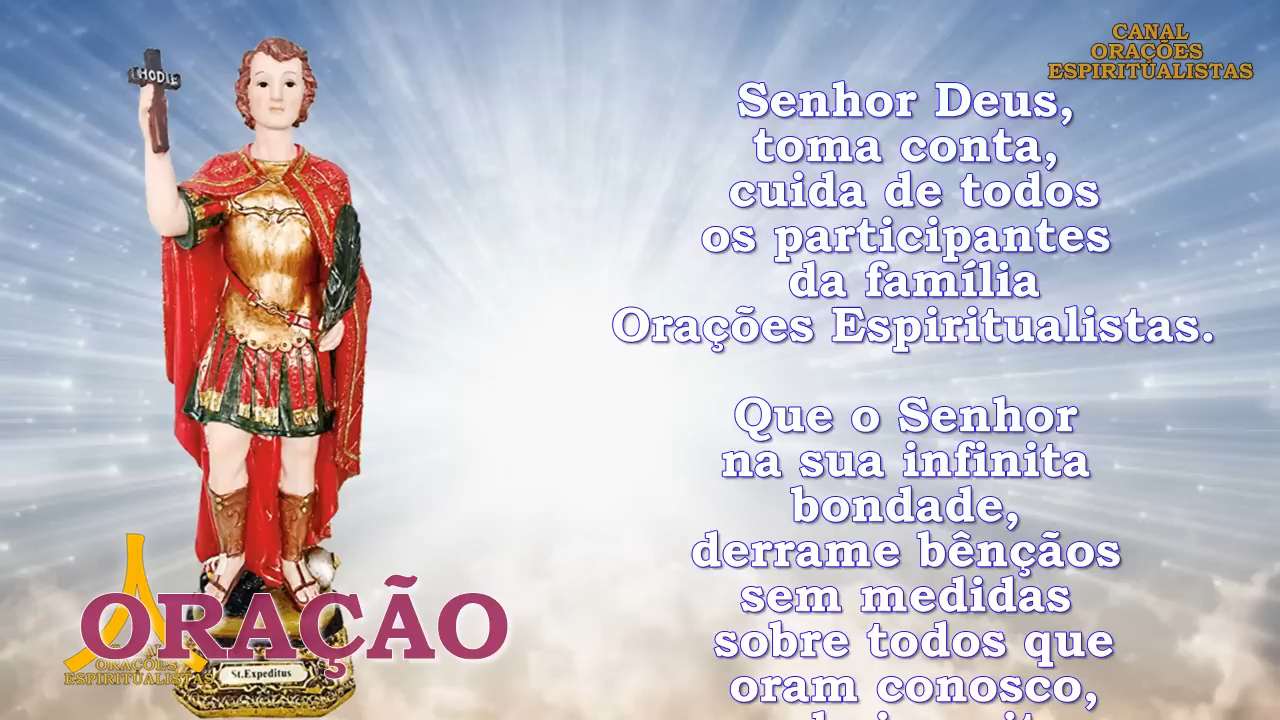 CANAL
ORAÇÕES
ESPIRITUALISTAS
HODIE
Senhor Deus,
toma conta,
cuida de todos
os participantes
da família
Orações Espiritualistas.
Que o Senhor
na sua infinita
bondade,
derrame bênçãos
sem medidas
sobre todos que
oram conosco,
ORAÇÃO
ORAÇÕES
ESPIRITUALISTAS
St.Expeditus